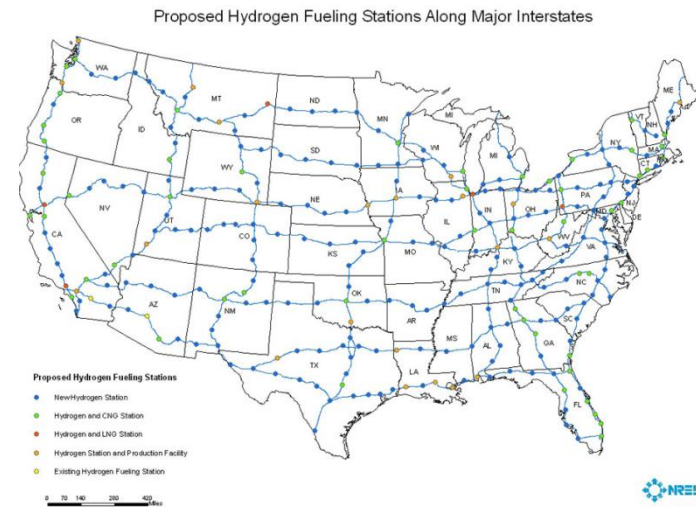 Proposed Hydrogen Fueling Stations Along Major Interstates
WA
MT
ND
MN
MI
ME
VT
NH
OR
ID
SD
WI
MI
NY
MA
CT
WY
IA
NE
PA
NJ
NV
UT
IL
IN
OH
MD
DE
CA
CO
WV
VA
KS
MO
KY
AZ
NM
OK
TN
NC
AR
SC
MS
AL
GA
TX
LA
FL
Proposed Hydrogen Fueling Stations
New Hydrogen Station
Hydrogen and CNG Station
Hydrogen and LNG Station
Hydrogen Station and Production Facility
Existing Hydrogen Fueling Station
0 70 140 280 420
Miles